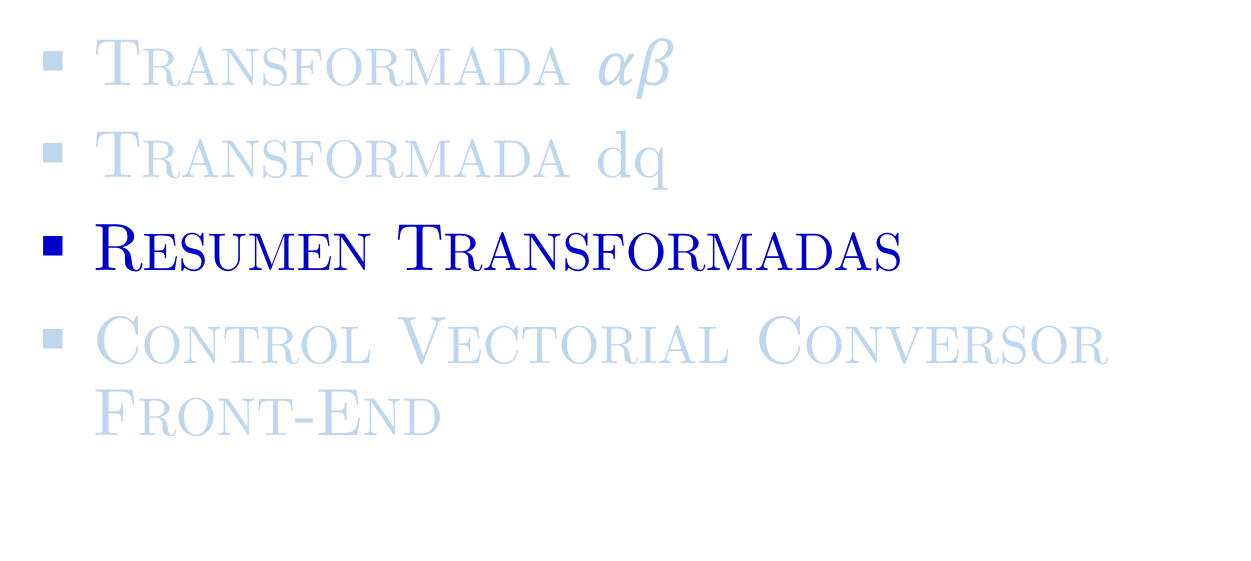 ▪ Transformada αβ
▪ Transformada dq
▪ Resumen Transformadas
▪ Control Vectorial Conversor
Front-End